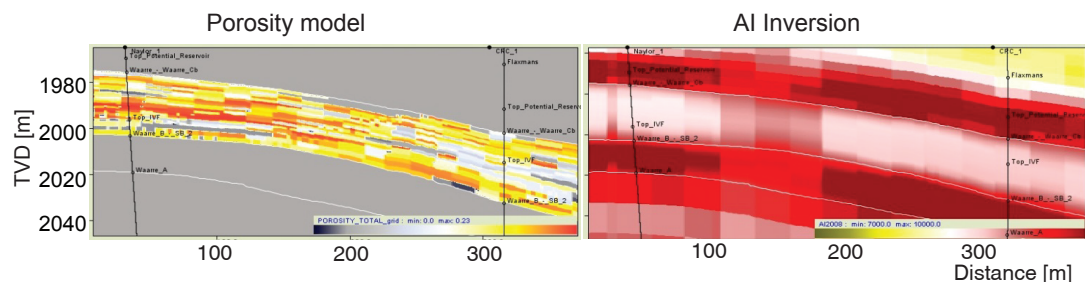 Porosity model
AI Inversion
Naylor_1
Top_Potential_Reservoir
Waarre_-_Waarre_Cb
Top_IVF
Waarre_B_-_SB_2
Waarre_A
CRC_1
Flaxmans
Top_Potential_Reservoir
Waarre_-_Waarre_Cb
Top_IVF
Waarre_B_-_SB_2
POROSITY_TOTAL_grid : min: 0.0 max: 0.23
Naylor_1
Top_Potential_Reservoir
Waarre_-_Waarre_Cb
Top_IVF
Waarre_B_-_SB_2
Waarre_A
CRC_1
Flaxmans
Top_Potential_Reservoir
Waarre_-_Waarre_Cb
Top_IVF
Waarre_B_-_SB_2
Waarre_A
AI2008 : min: 7000.0 max: 10000.0
TVD [m]
1980
2000
2020
2040
100
200
300
100
200
300
Distance [m]